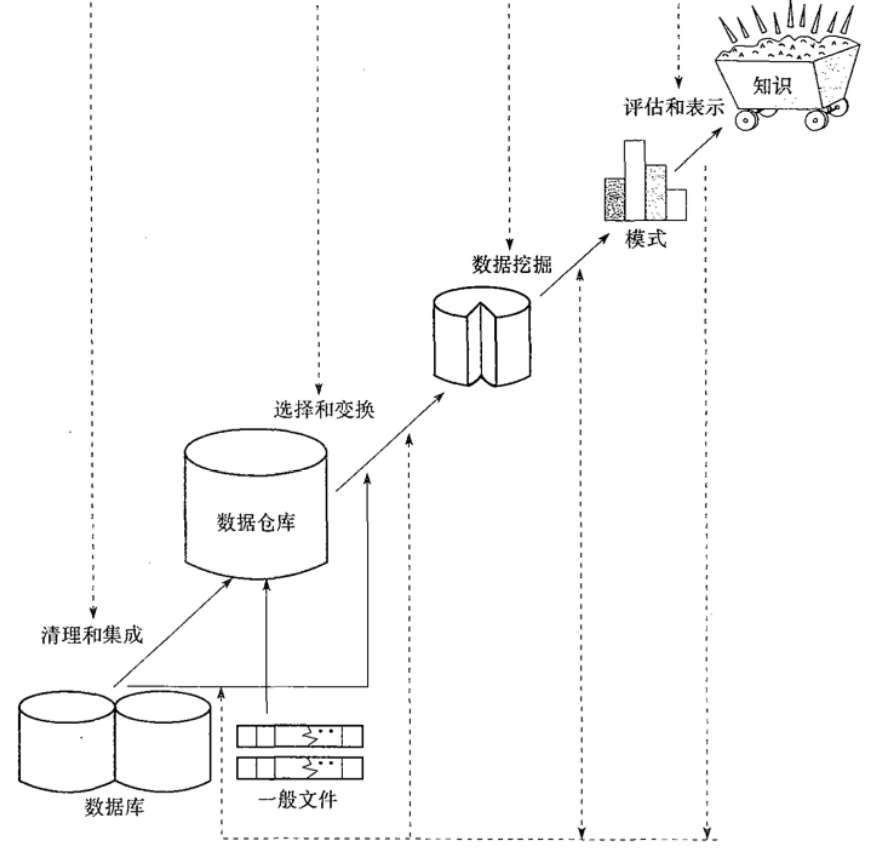 知识
评估和表示
模式
数据挖掘
选择和变换
数据仓库
清理和集成
数据库
一般文件